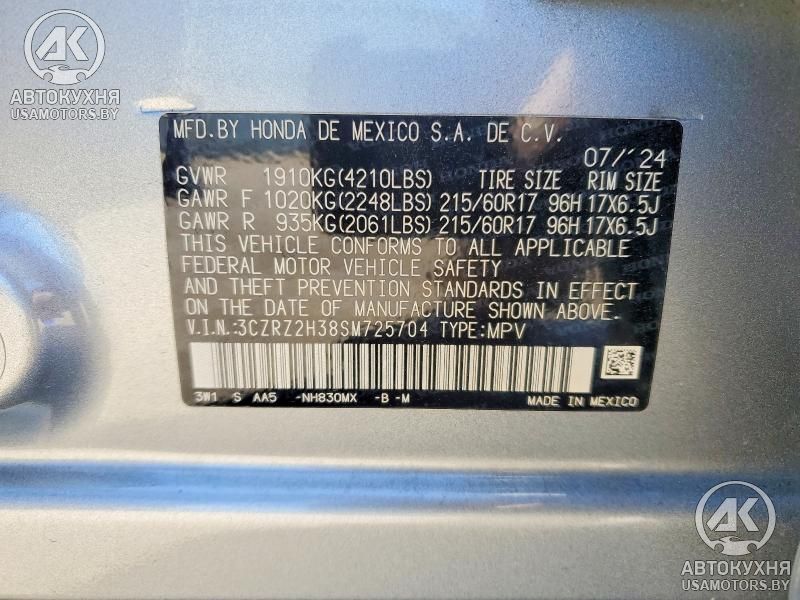 AK
АВТОКУХНЯ
USAMOTORS.BY
MFD.BY HONDA DE MEXICO S.A. DE C.V.
07/'24
GVWR 1910KG(4210LBS) TIRE SIZE RIM SIZE
GAWR F 1020KG(2248LBS) 215/60R17 96H 17X6.5J
GAWR R 935KG(2061LBS) 215/60R17 96H 17X6.5J
THIS VEHICLE CONFORMS TO ALL APPLICABLE
FEDERAL MOTOR VEHICLE SAFETY
AND THEFT PREVENTION STANDARDS IN EFFECT
ON THE DATE OF MANUFACTURE SHOWN ABOVE.
V.I.N.:3CZRZ2H38SM725704 TYPE:MPV
3W1 S AA5 -NH830MX -B -M
MADE IN MEXICO
AK
АВТОКУХНЯ
USAMOTORS.BY